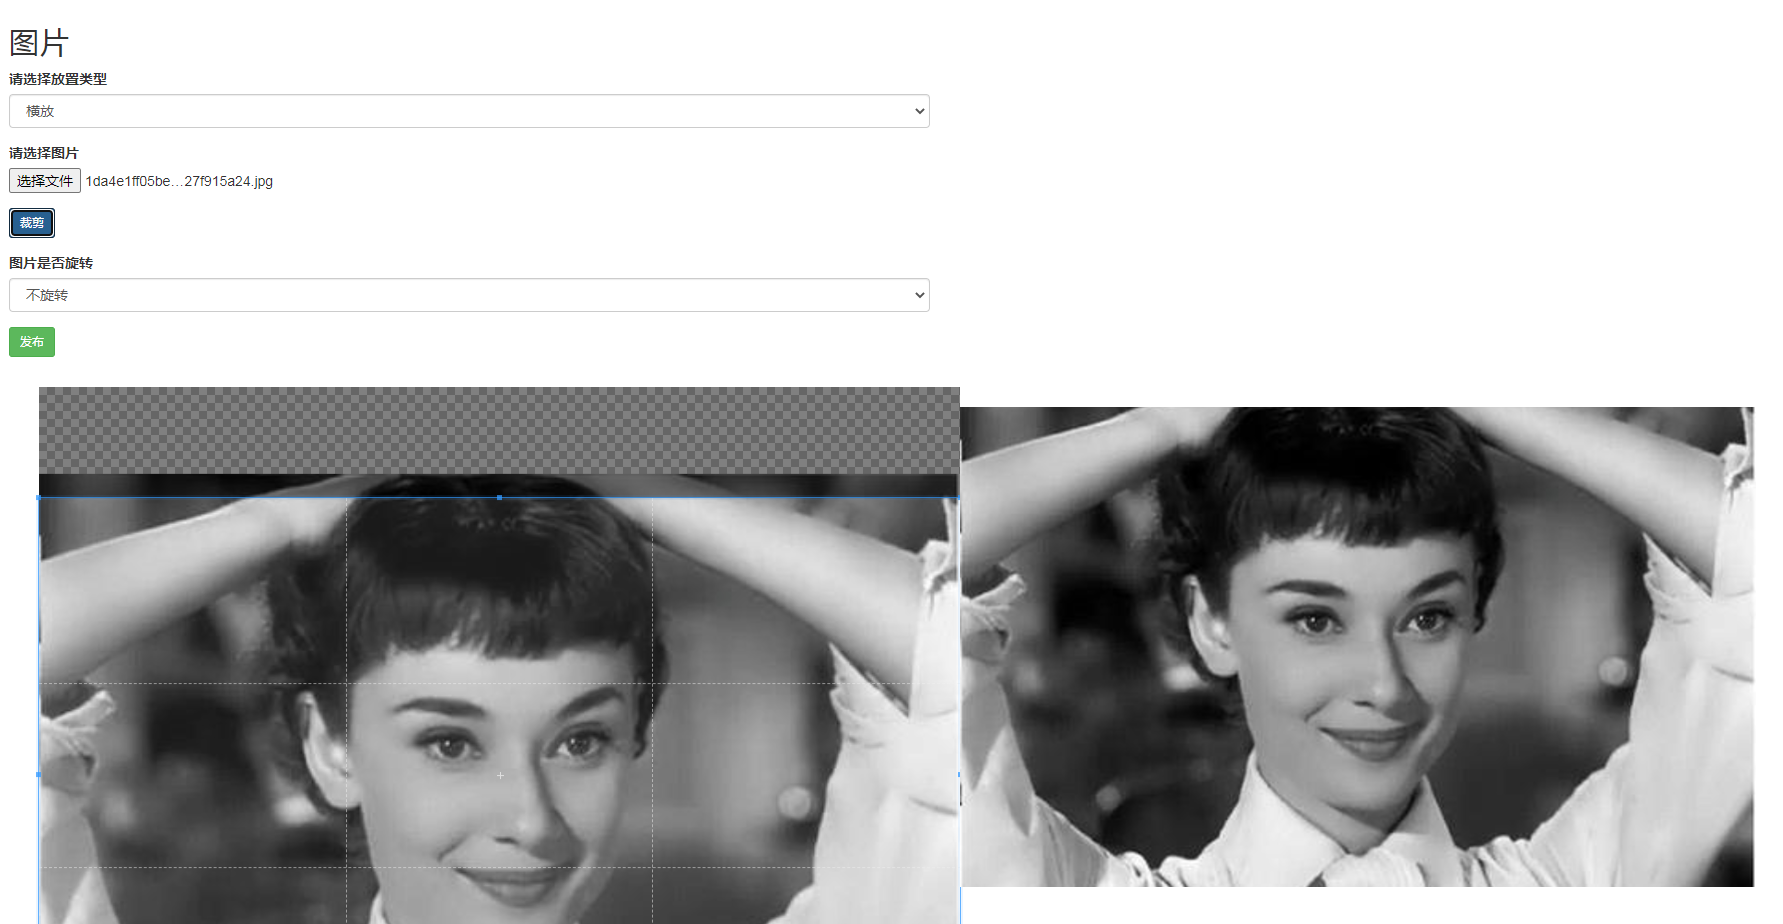 图片
请选择放置类型
横放
请选择图片
选择文件 1da4e1ff05be...27f915a24.jpg
裁剪
图片是否旋转
不旋转
发布